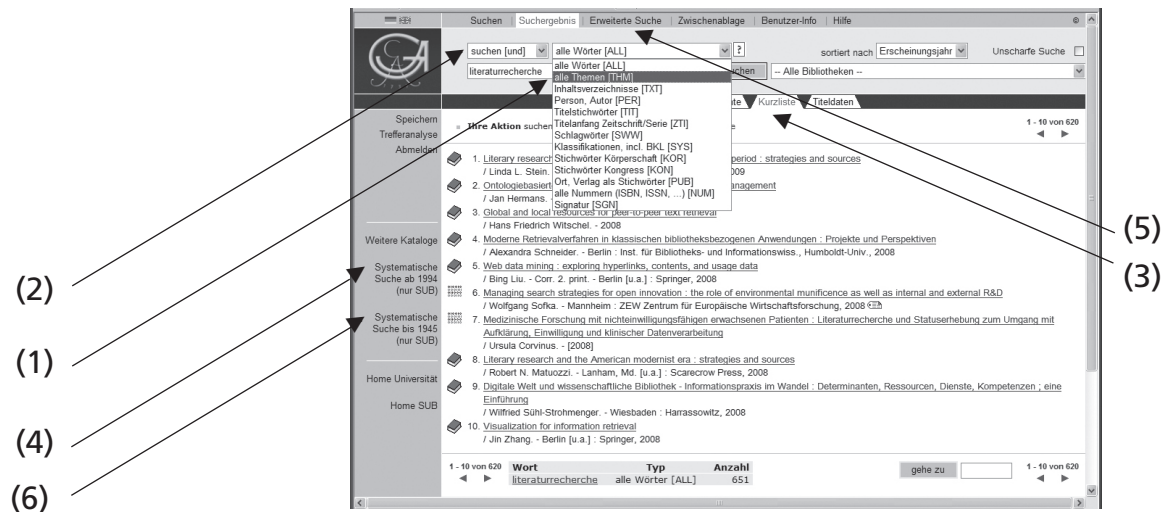 Suchen | Suchergebnis | Erweiterte Suche | Zwischenablage | Benutzer-Info | Hilfe
suchen [und] alle Wörter [ALL] ? sortiert nach Erscheinungsjahr Unscharfe Suche
literaturrecherche -- Alle Bibliotheken --
alle Wörter [ALL]
alle Themen [THM]
Inhaltsverzeichnisse [TXT]
Person, Autor [PER]
Titelstichwörter [TIT]
Titelanfang Zeitschrift/Serie [ZTI]
Schlagwörter [SWW]
Klassifikationen, incl. BKL [SYS]
Stichwörter Körperschaft [KOR]
Stichwörter Kongress [KON]
Ort, Verlag als Stichwörter [PUB]
alle Nummern (ISBN, ISSN, ...) [NUM]
Signatur [SGN]
Kurzliste Titeldaten
Speichern
Trefferanalyse
Abmelden
Weitere Kataloge
Systematische
Suche ab 1994
(nur SUB)
Systematische
Suche bis 1945
(nur SUB)
Home Universität
Home SUB
Ihre Aktion suchen
1 - 10 von 620
1. Literary research period : strategies and sources
/ Linda L. Stein.
2. Ontologiebasiert
/ Jan Hermans.
3. Global and local resources for peer-to-peer text retrieval
/ Hans Friedrich Witschel. - 2008
4. Moderne Retrievalverfahren in klassischen bibliotheksbezogenen Anwendungen : Projekte und Perspektiven
/ Alexandra Schneider. - Berlin : Inst. für Bibliotheks- und Informationswiss., Humboldt-Univ., 2008
5. Web data mining : exploring hyperlinks, contents, and usage data
/ Bing Liu. - Corr. 2. print. - Berlin [u.a.] : Springer, 2008
6. Managing search strategies for open innovation : the role of environmental munificence as well as internal and external R&D
/ Wolfgang Sofka. - Mannheim : ZEW Zentrum für Europäische Wirtschaftsforschung, 2008
7. Medizinische Forschung mit nichteinwilligungsfähigen erwachsenen Patienten : Literaturrecherche und Statuserhebung zum Umgang mit
Aufklärung, Einwilligung und klinischer Datenverarbeitung
/ Ursula Corvinus. - [2008]
8. Literary research and the American modernist era : strategies and sources
/ Robert N. Matuozzi. - Lanham, Md. [u.a.] : Scarecrow Press, 2008
9. Digitale Welt und wissenschaftliche Bibliothek - Informationspraxis im Wandel : Determinanten, Ressourcen, Dienste, Kompetenzen ; eine
Einführung
/ Wilfried Sühl-Strohmenger. - Wiesbaden : Harrassowitz, 2008
10. Visualization for information retrieval
/ Jin Zhang. - Berlin [u.a.] : Springer, 2008
1 - 10 von 620 Wort Typ Anzahl gehe zu 1 - 10 von 620
literaturrecherche alle Wörter [ALL] 651
(2)
(1)
(4)
(6)
(5)
(3)